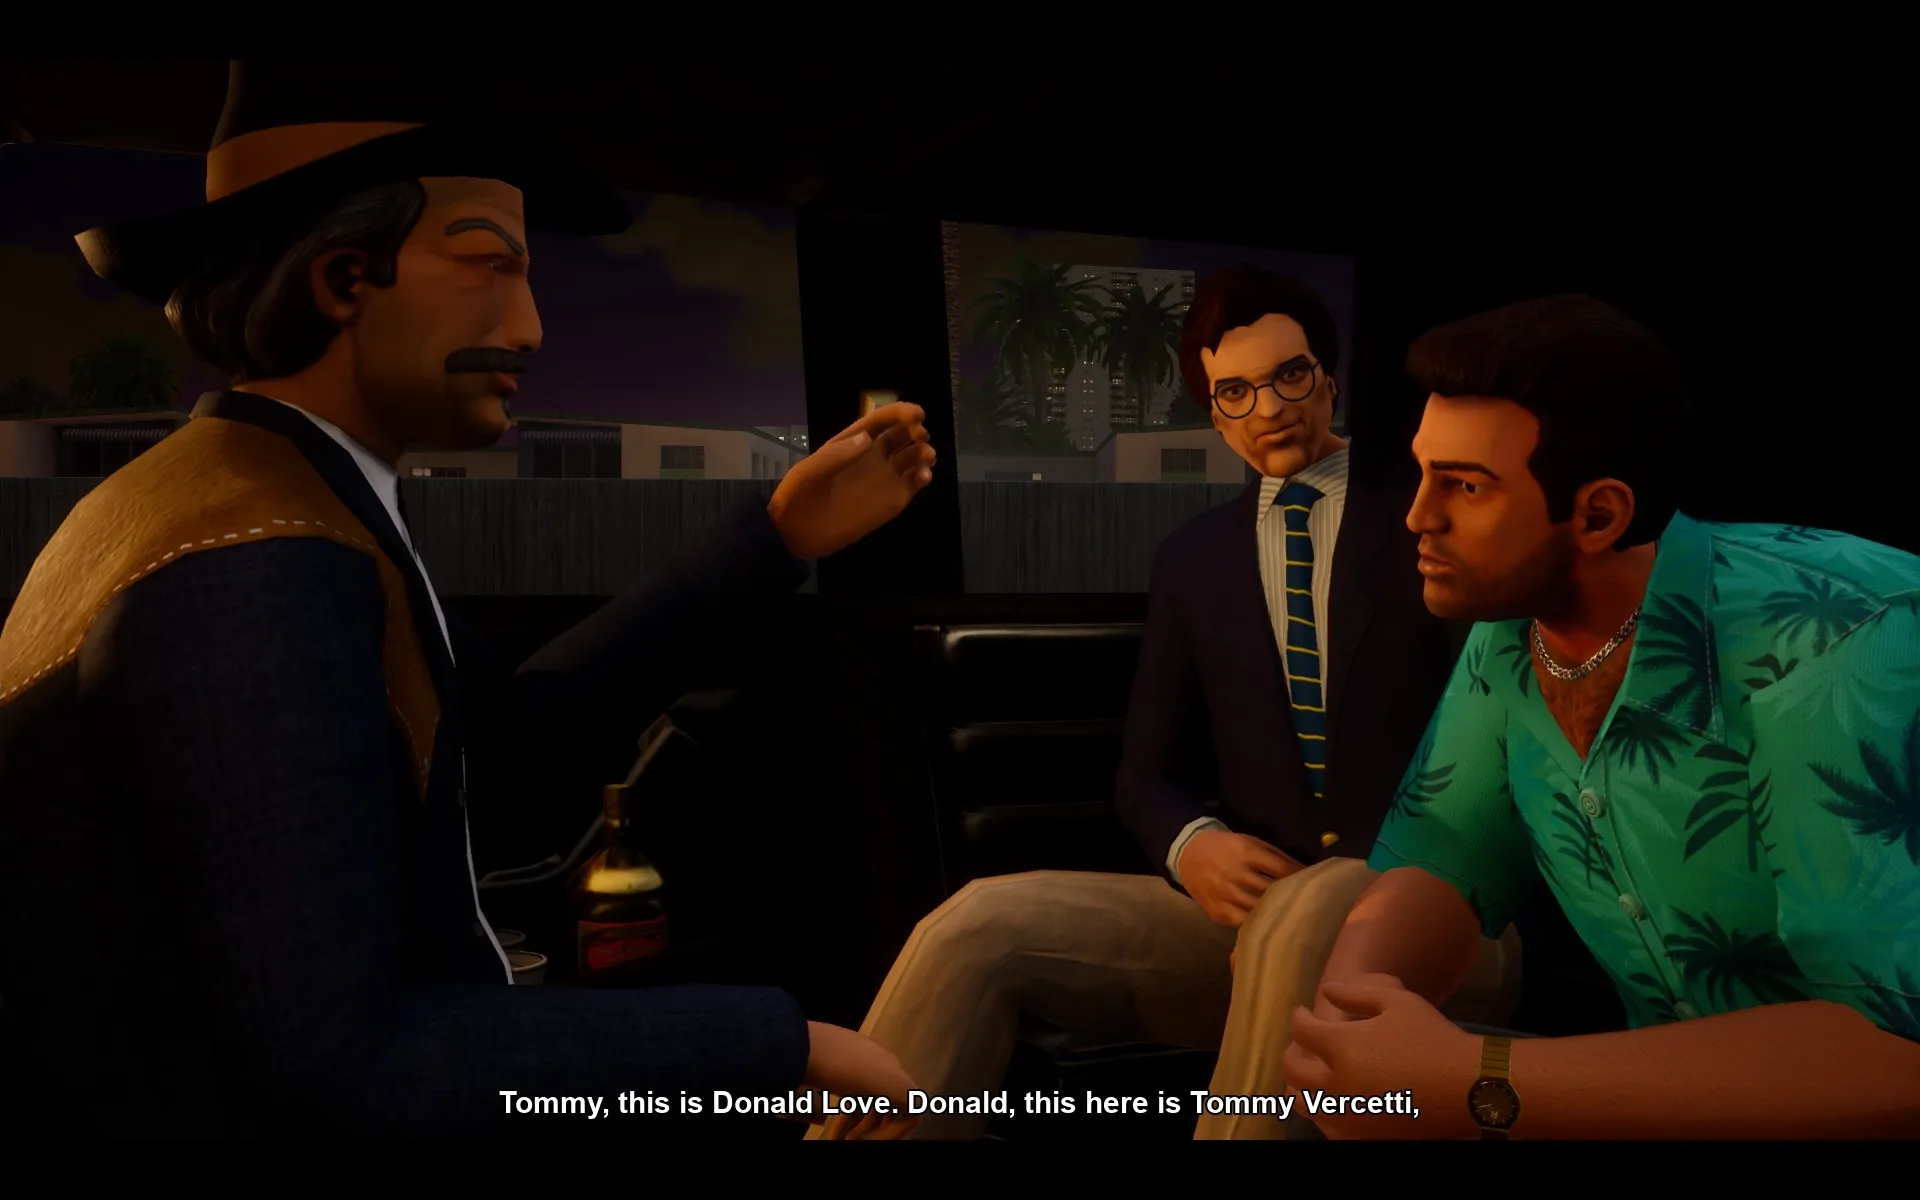 Tommy, this is Donald Love. Donald, this here is Tommy Vercetti,